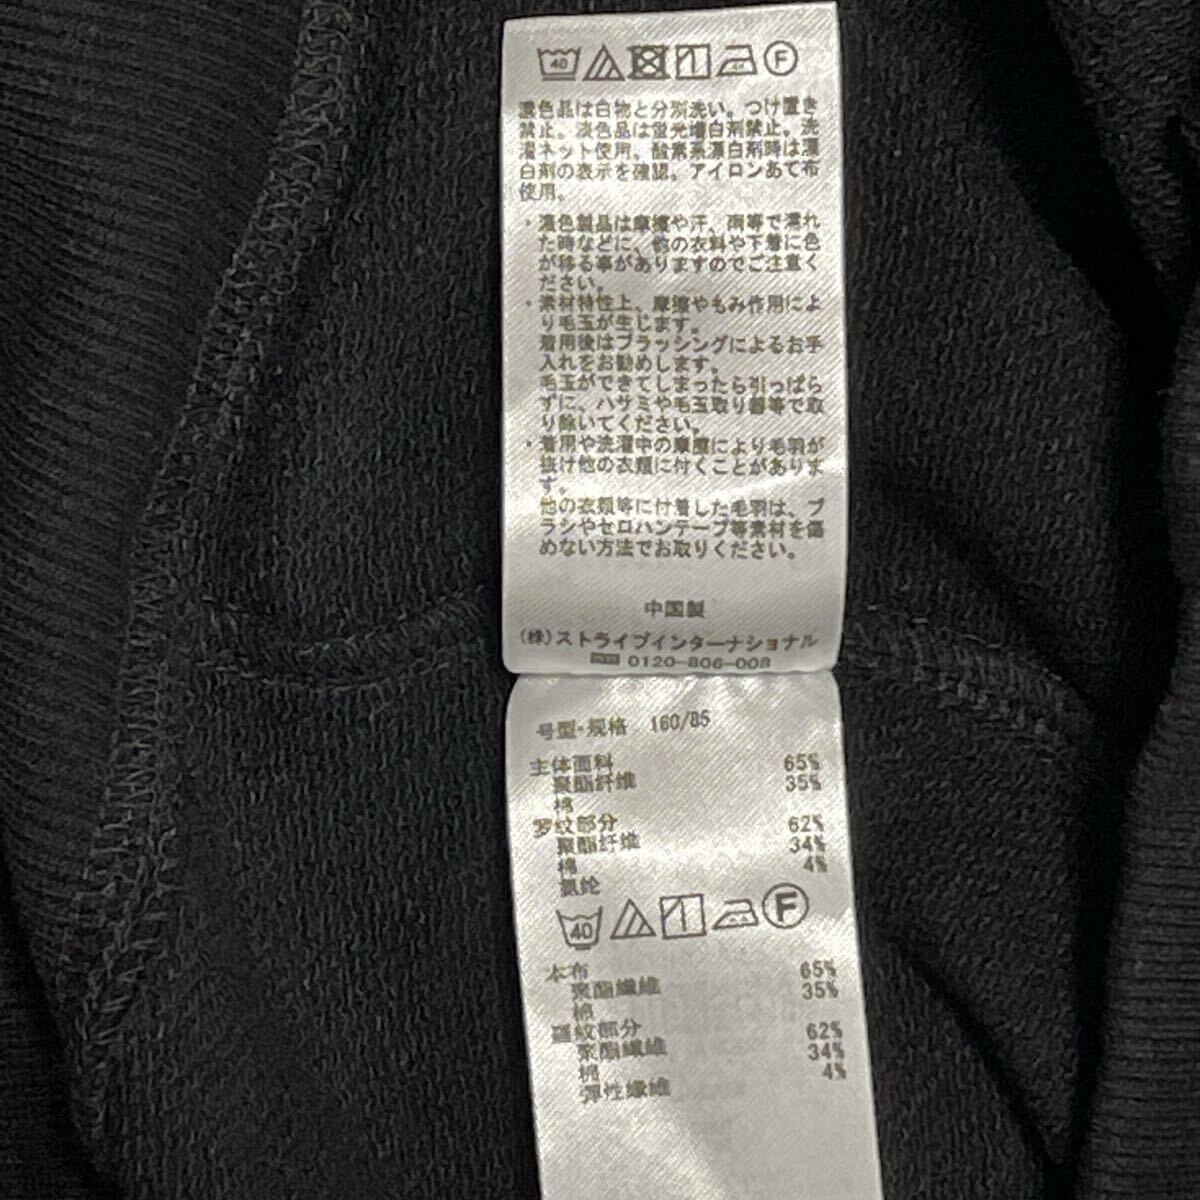 40 F
濃色品は白物と分別洗い。つけ置き
禁止。淡色品は蛍光増白剤禁止。洗
濯ネット使用。酸素系漂白剤時は漂
白剤の表示を確認。アイロンあて布
使用。
・濃色製品は摩擦や汗、雨等で濡れ
た時などに、他の衣料や下着に色
が移る事がありますのでご注意く
ださい。
・素材特性上、摩擦やもみ作用によ
り毛玉が生じます。
着用後はブラッシングによるお手
入れをお勧めします。
毛玉ができてしまったら引っぱら
ずに、ハサミや毛玉取り器等で取
り除いてください。
・着用や洗濯中の摩擦により毛羽が
抜け他の衣類に付くことがありま
す。
他の衣類等に付着した毛羽は、ブ
ラシやセロハンテープ等素材を傷
めない方法でお取りください。
中国製
(株)ストライプインターナショナル
0120-806-008
号型·规格 160/85
主体面料
聚酯纤维 65%
棉 35%
罗纹部分
聚酯纤维 62%
棉 34%
氨纶 4%
40 F
本布
聚酯纖維 65%
棉 35%
羅紋部分
聚酯纖維 62%
棉 34%
彈性纖維 4%